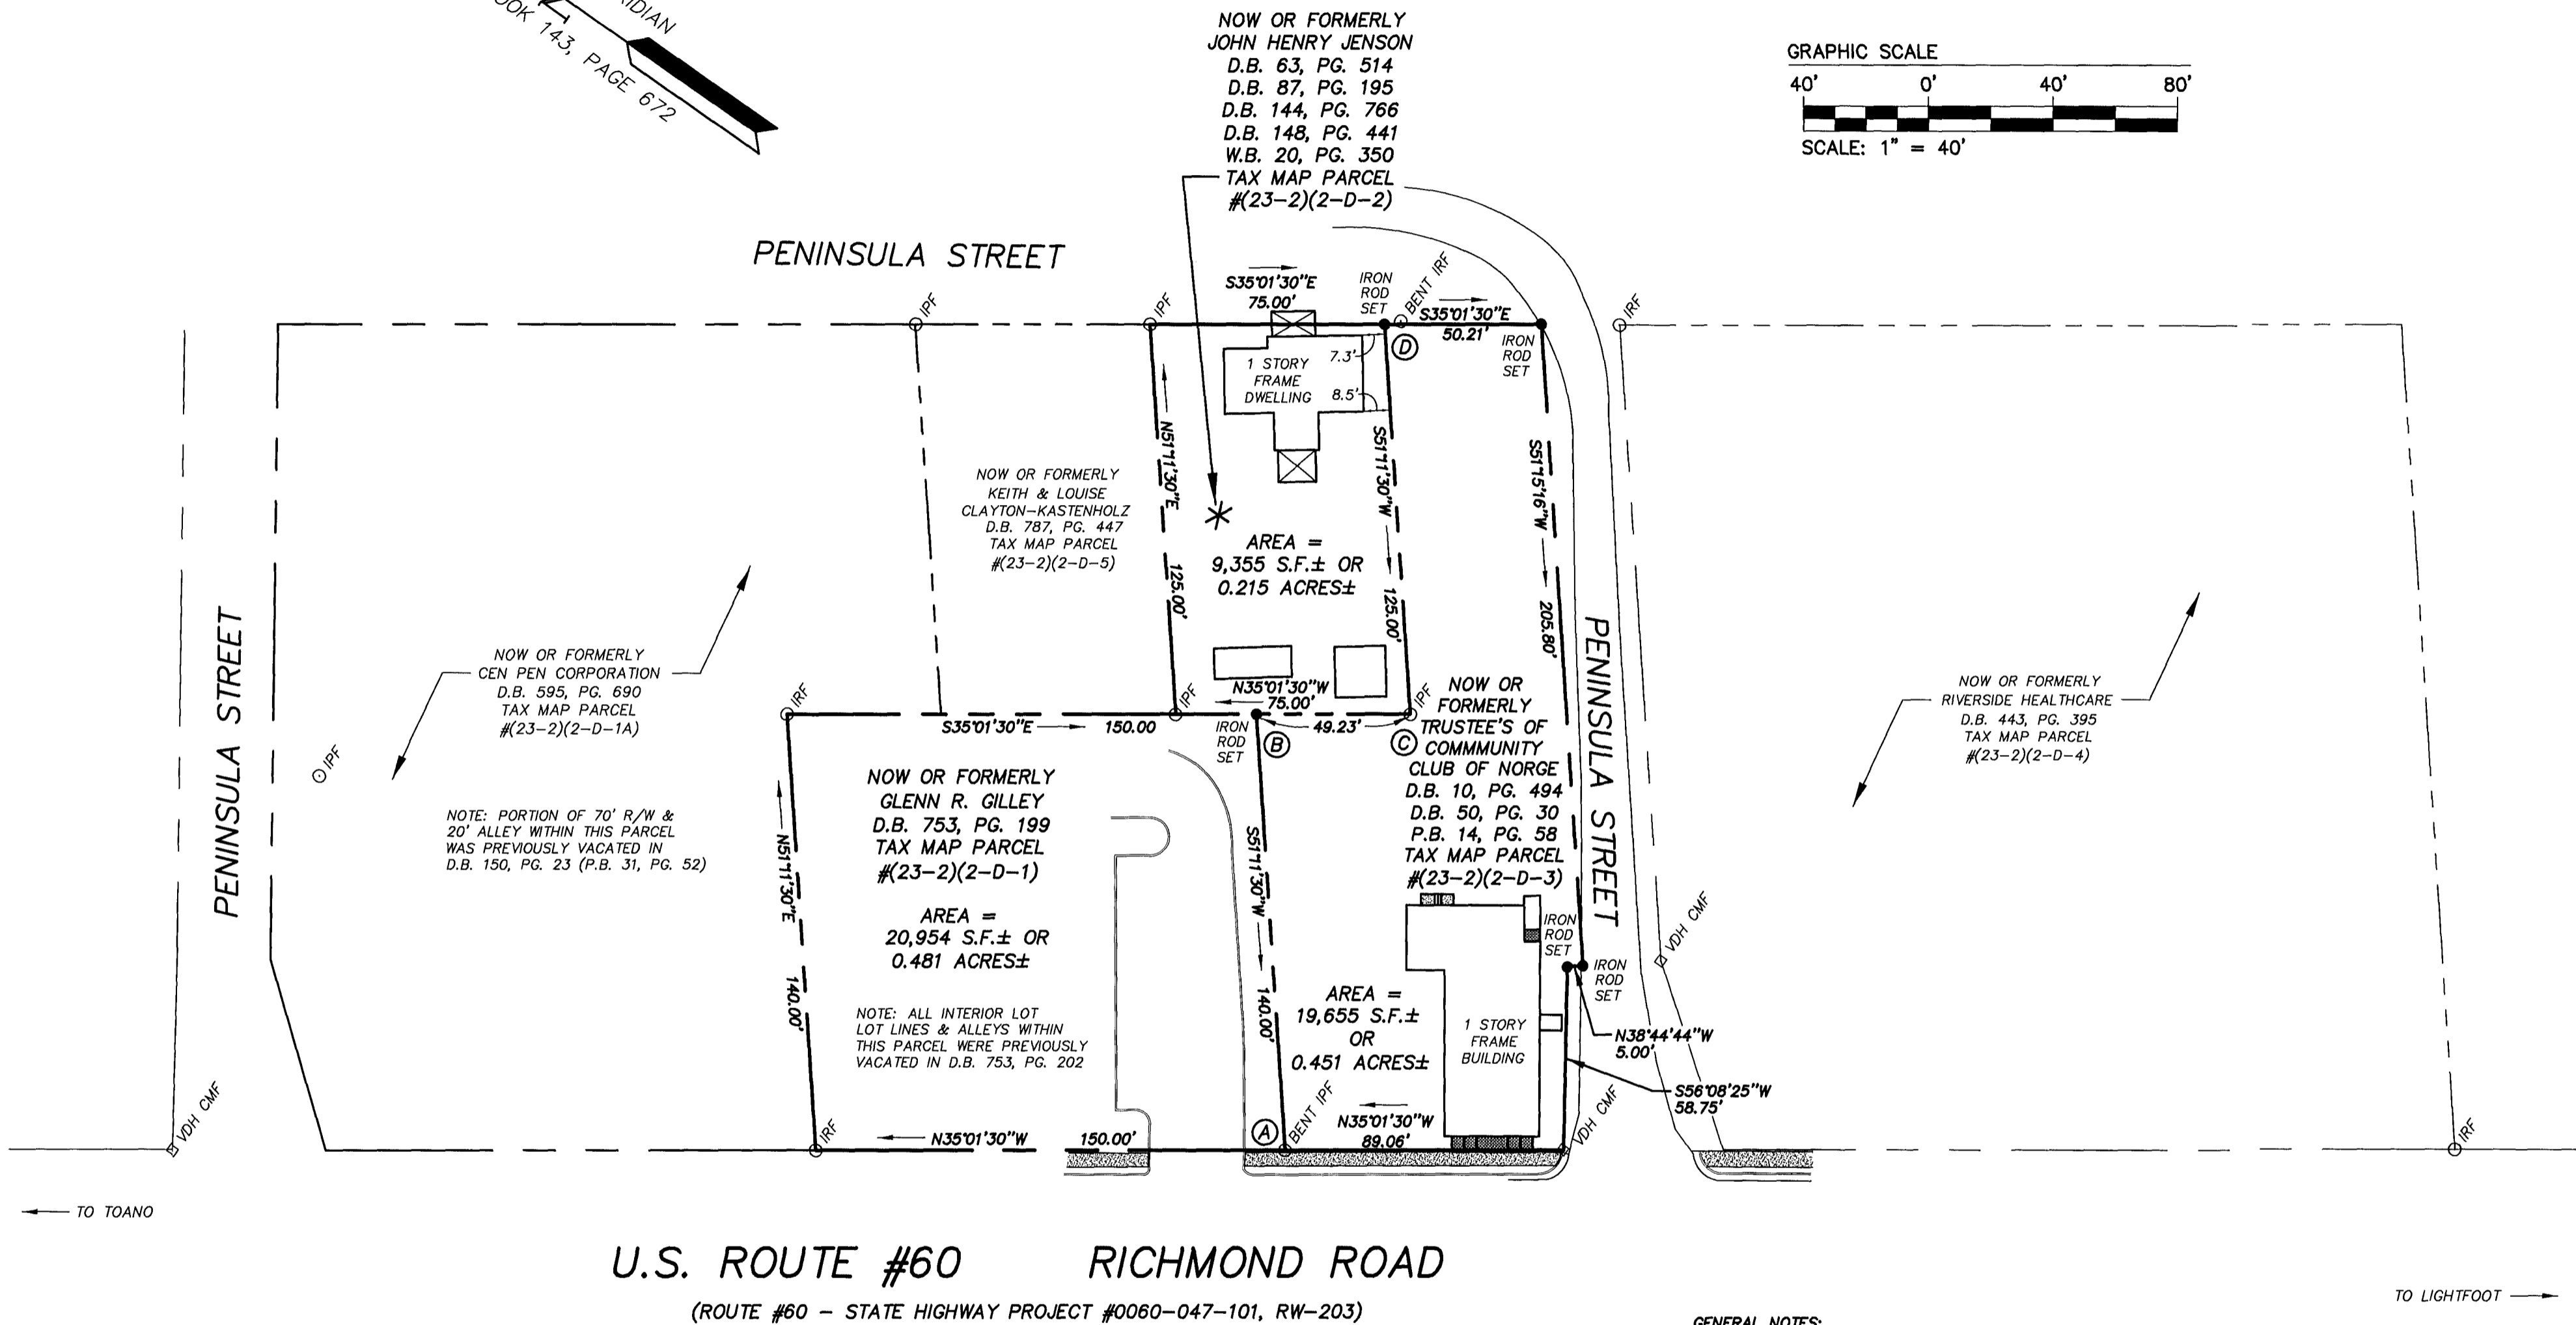 RIDIAN
OOK 143, PAGE 672
NOW OR FORMERLY
JOHN HENRY JENSON
D.B. 63, PG. 514
D.B. 87, PG. 195
D.B. 144, PG. 766
D.B. 148, PG. 441
W.B. 20, PG. 350
TAX MAP PARCEL
#(23-2)(2-D-2)
GRAPHIC SCALE
40' 0' 40' 80'
SCALE: 1" = 40'
PENINSULA STREET
IPF
IPF
S35°01'30"E
75.00'
IRON
ROD
SET
BENT IRF
S35°01'30"E
50.21'
D
IRON
ROD
SET
IRF
1 STORY
FRAME
DWELLING
7.3'
8.5'
N51°11'30"E
125.00'
S51°11'30"W
125.00'
S51°15'16"W
205.80'
NOW OR FORMERLY
KEITH & LOUISE
CLAYTON-KASTENHOLZ
D.B. 787, PG. 447
TAX MAP PARCEL
#(23-2)(2-D-5)
AREA =
9,355 S.F.± OR
0.215 ACRES±
PENINSULA STREET
NOW OR FORMERLY
CEN PEN CORPORATION
D.B. 595, PG. 690
TAX MAP PARCEL
#(23-2)(2-D-1A)
IPF
NOTE: PORTION OF 70' R/W &
20' ALLEY WITHIN THIS PARCEL
WAS PREVIOUSLY VACATED IN
D.B. 150, PG. 23 (P.B. 31, PG. 52)
IRF
S35°01'30"E 150.00
IPF
N35°01'30"W
75.00'
IRON
ROD
SET
B
49.23'
C
IPF
NOW OR
FORMERLY
TRUSTEE'S OF
COMMMUNITY
CLUB OF NORGE
D.B. 10, PG. 494
D.B. 50, PG. 30
P.B. 14, PG. 58
TAX MAP PARCEL
#(23-2)(2-D-3)
PENINSULA STREET
NOW OR FORMERLY
RIVERSIDE HEALTHCARE
D.B. 443, PG. 395
TAX MAP PARCEL
#(23-2)(2-D-4)
NOW OR FORMERLY
GLENN R. GILLEY
D.B. 753, PG. 199
TAX MAP PARCEL
#(23-2)(2-D-1)
AREA =
20,954 S.F.± OR
0.481 ACRES±
NOTE: ALL INTERIOR LOT
LOT LINES & ALLEYS WITHIN
THIS PARCEL WERE PREVIOUSLY
VACATED IN D.B. 753, PG. 202
N51°11'30"E
140.00'
S51°11'30"W
140.00'
IRON
ROD
SET
IRON
ROD
SET
VDH CMF
AREA =
19,655 S.F.±
OR
0.451 ACRES±
1 STORY
FRAME
BUILDING
N38°44'44"W
5.00'
S56°08'25"W
58.75'
VDH CMF
IRF
N35°01'30"W 150.00'
A
BENT IPF
N35°01'30"W
89.06'
VDH CMF
IRF
TO TOANO
U.S. ROUTE #60 RICHMOND ROAD
(ROUTE #60 - STATE HIGHWAY PROJECT #0060-047-101, RW-203)
TO LIGHTFOOT
GENERAL NOTES: